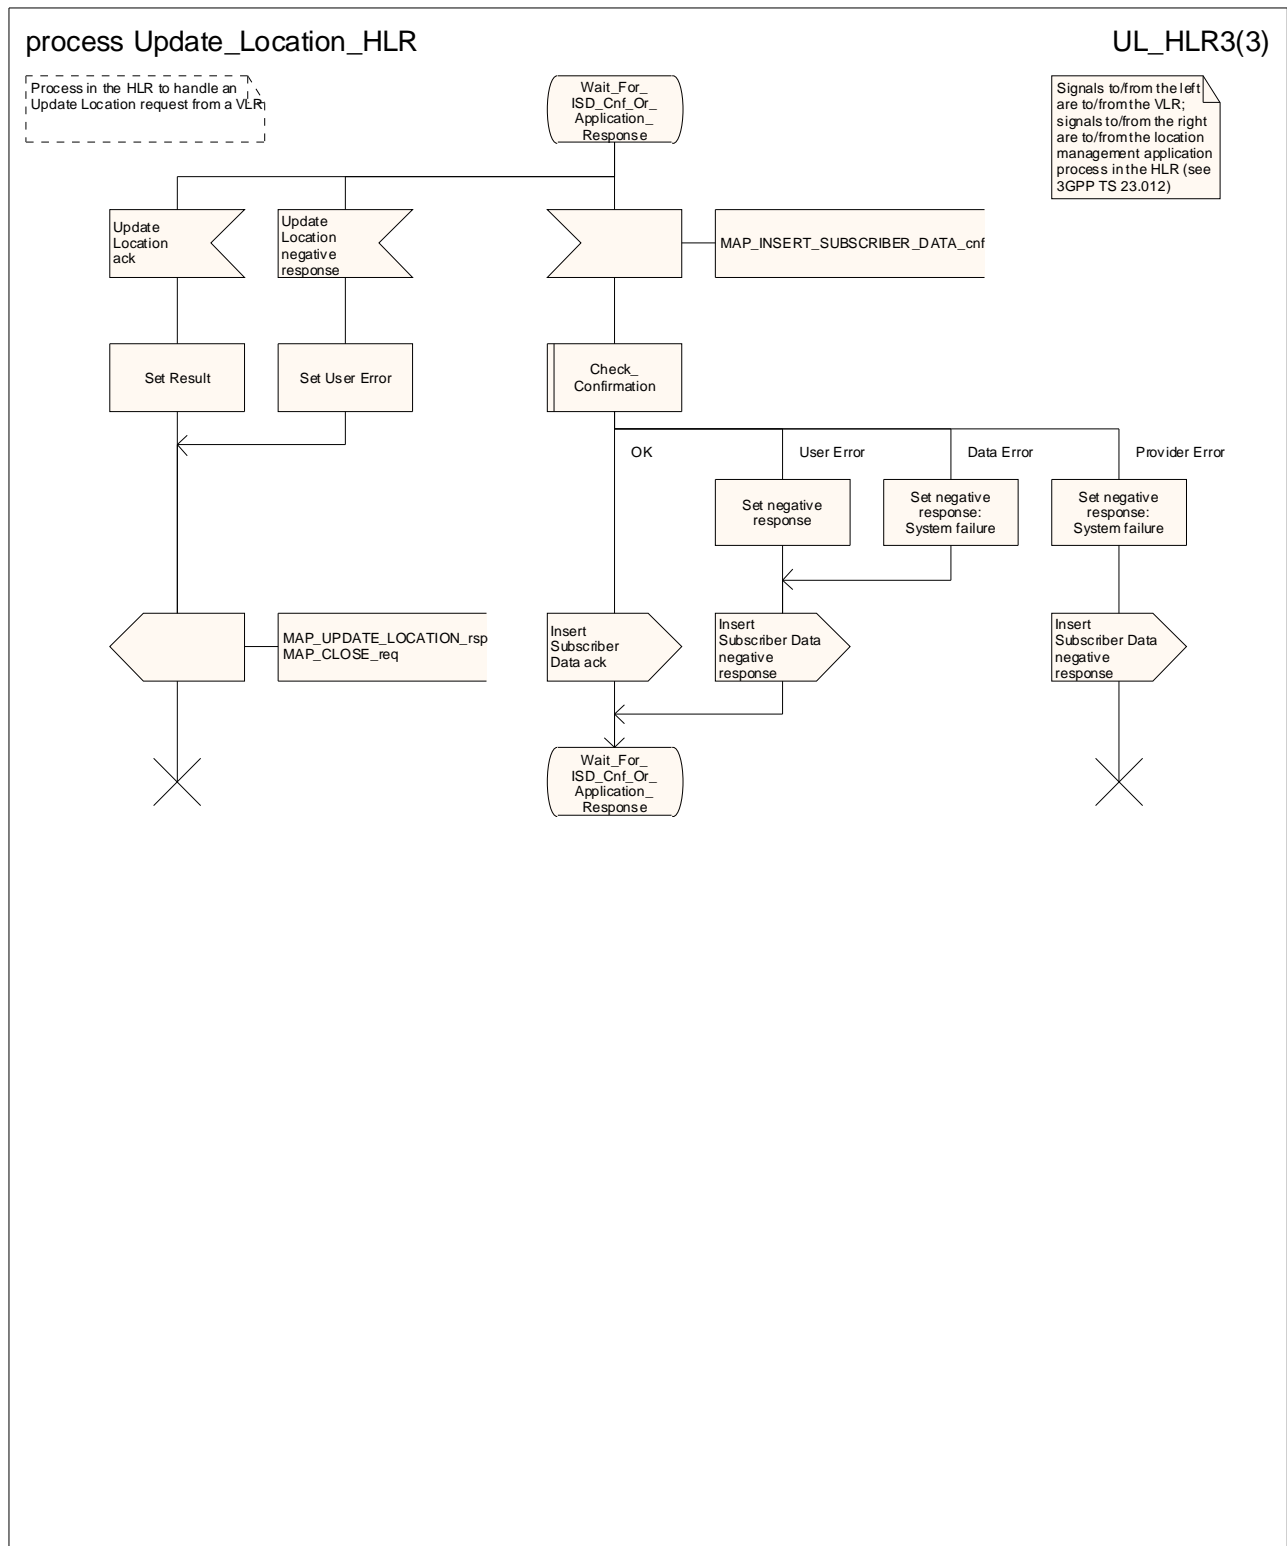 process Update_Location_HLR
UL_HLR3(3)
Process in the HLR to handle an
Update Location request from a VLR
Wait_For_
ISD_Cnf_Or_
Application_
Response
Signals to/from the left
are to/from the VLR;
signals to/from the right
are to/from the location
management application
process in the HLR (see
3GPP TS 23.012)
Update
Location
ack
Update
Location
negative
response
MAP_INSERT_SUBSCRIBER_DATA_cnf
Set Result
Set User Error
Check_
Confirmation
OK
User Error
Data Error
Provider Error
Set negative
response
Set negative
response:
System failure
Set negative
response:
System failure
MAP_UPDATE_LOCATION_rsp
MAP_CLOSE_req
Insert
Subscriber
Data ack
Insert
Subscriber Data
negative
response
Insert
Subscriber Data
negative
response
Wait_For_
ISD_Cnf_Or_
Application_
Response